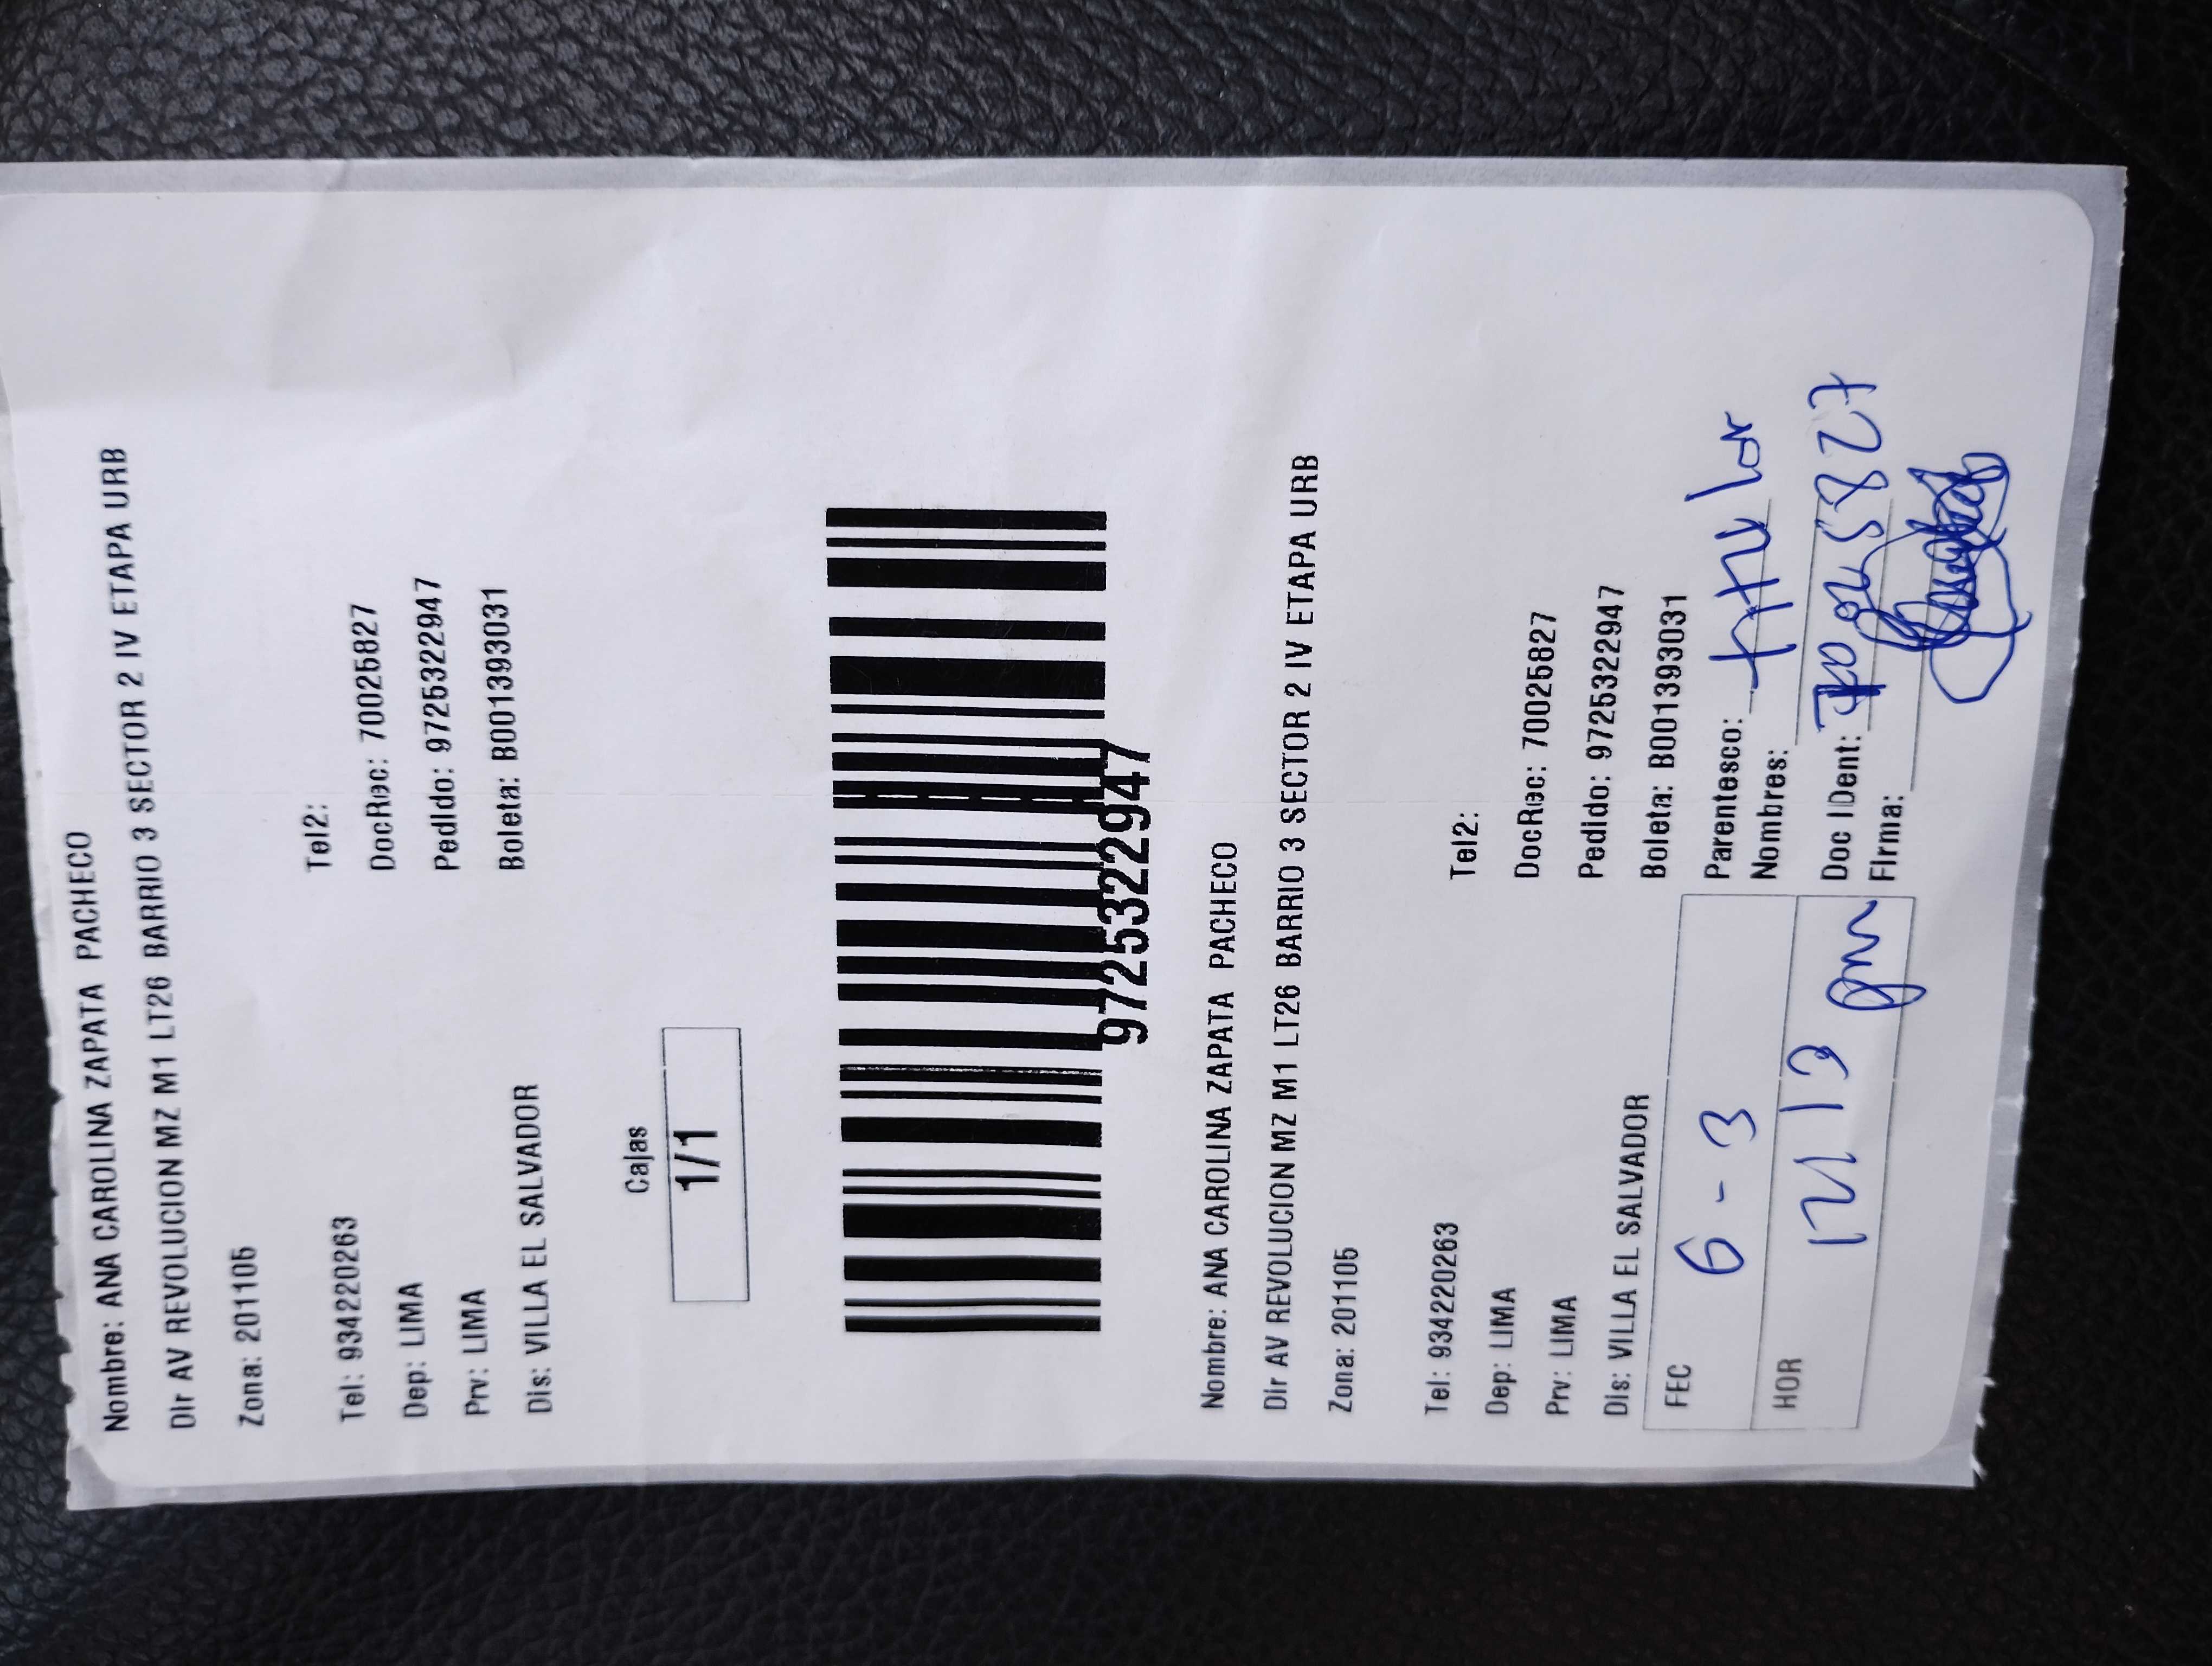 Nombre: ANA CAROLINA ZAPATA PACHECO
Dir AV REVOLUCION MZ M1 LT26 BARRIO 3 SECTOR 2 IV ETAPA URB
Zona: 201105
Tel2:
Tel: 934220263 DocRec: 70025827
Dep: LIMA Pedido: 9725322947
Prv: LIMA Boleta: B001393031
Dis: VILLA EL SALVADOR
Cajas
1/1
9725322947
Nombre: ANA CAROLINA ZAPATA PACHECO
Dir AV REVOLUCION MZ M1 LT26 BARRIO 3 SECTOR 2 IV ETAPA URB
Zona: 201105
Tel2:
Tel: 934220263 DocRec: 70025827
Dep: LIMA Pedido: 9725322947
Prv: LIMA Boleta: B001393031
Dis: VILLA EL SALVADOR
FEC 6-3 Parentesco: titular
Nombres:
HOR 12 13 pm Doc IDent: 70025827
Firma: